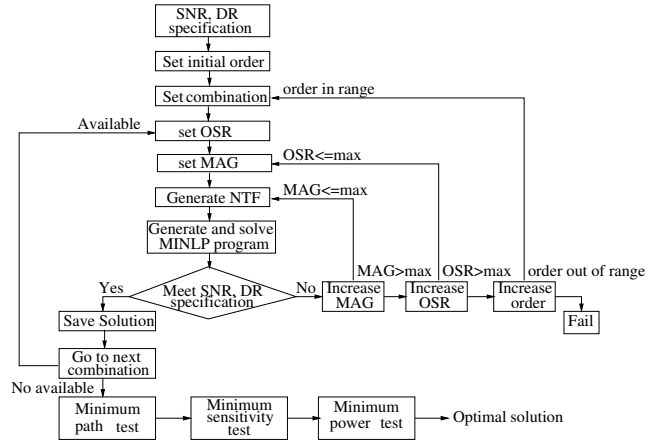 SNR, DR
specification
Set initial order
Set combination
order in range
Available
set OSR
set MAG
OSR<=max
Generate NTF
MAG<=max
Generate and solve
MINLP program
Meet SNR, DR
specification
Yes
No
Increase
MAG
MAG>max
Increase
OSR
OSR>max
Increase
order
order out of range
Fail
Save Solution
Go to next
combination
No available
Minimum
path test
Minimum
sensitivity
test
Minimum
power test
Optimal solution